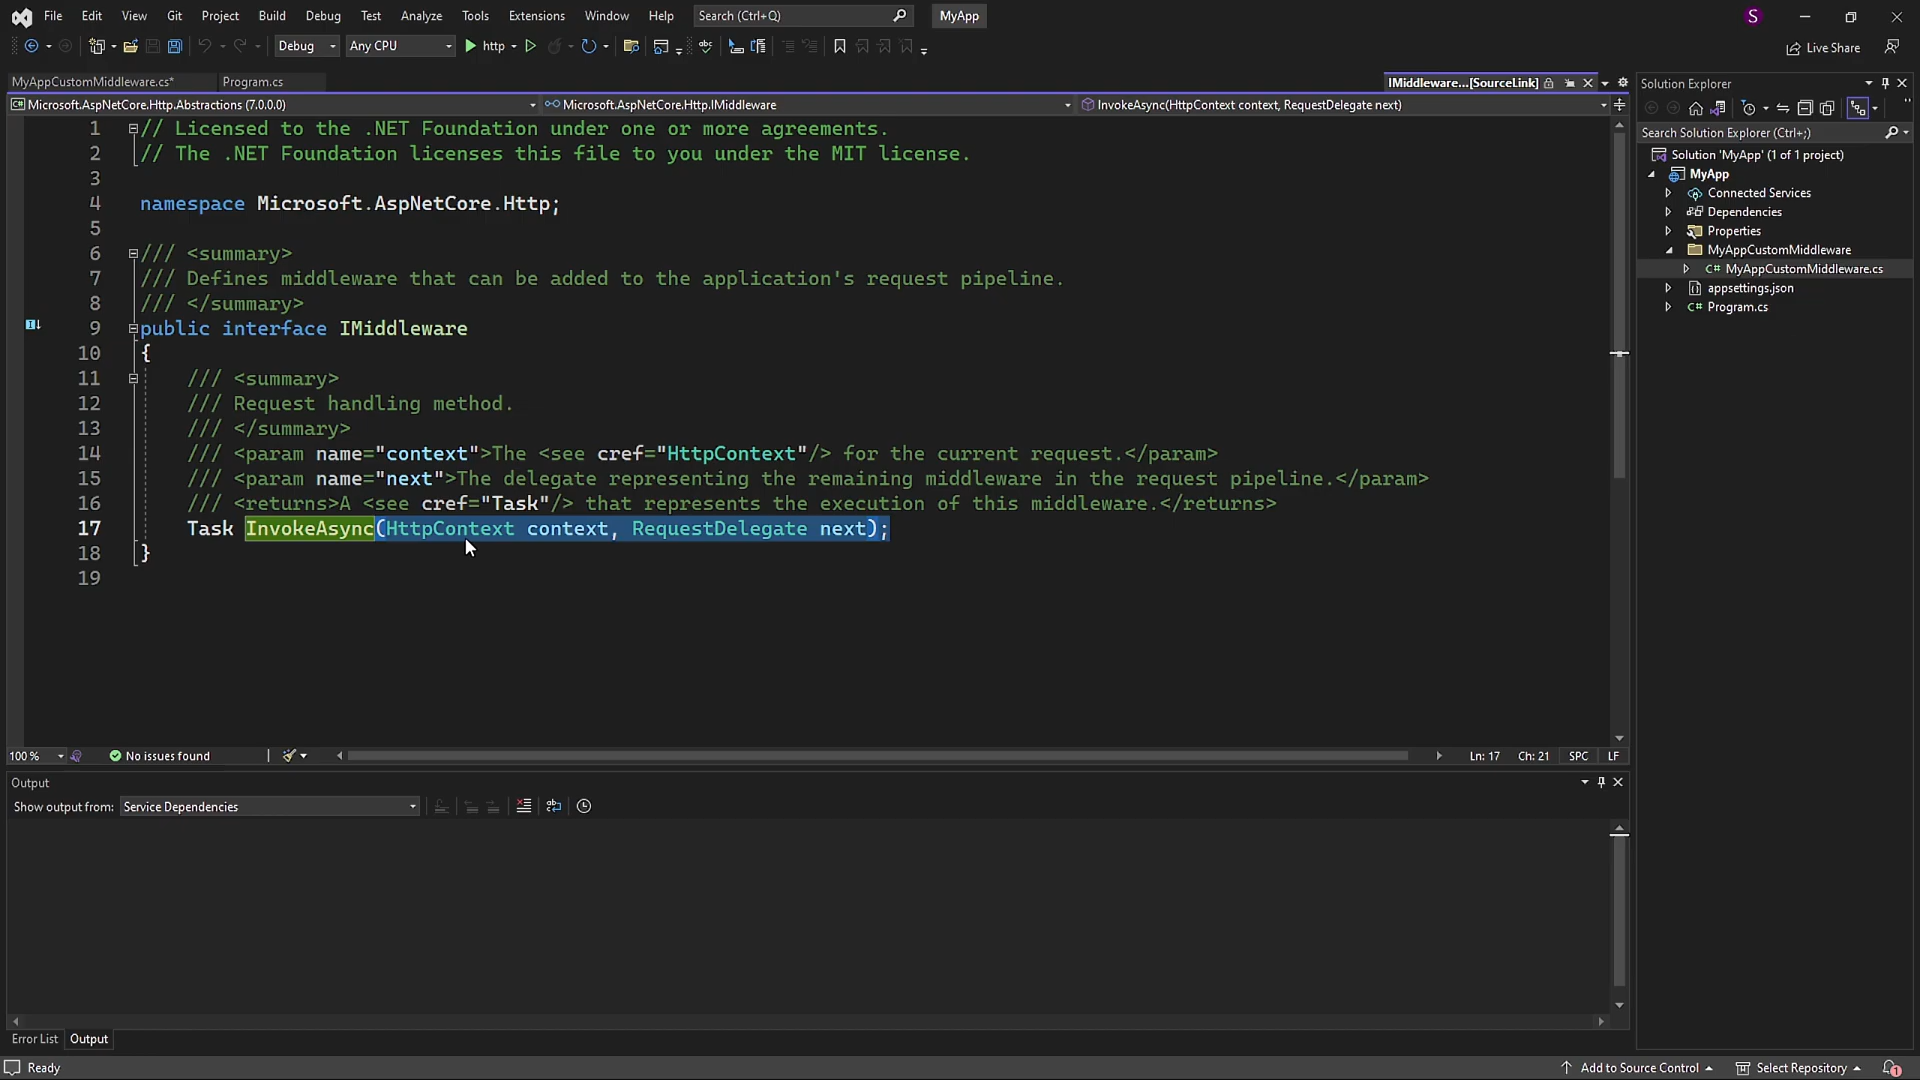 File Edit View Git Project Build Debug Test Analyze Tools Extensions Window Help Search (Ctrl+Q) MyApp S
Debug Any CPU http Live Share
MyAppCustomMiddleware.cs* Program.cs IMiddleware...[SourceLink] Solution Explorer
Microsoft.AspNetCore.Http.Abstractions (7.0.0.0) Microsoft.AspNetCore.Http.IMiddleware InvokeAsync(HttpContext context, RequestDelegate next)
Search Solution Explorer (Ctrl+;)
Solution 'MyApp' (1 of 1 project)
MyApp
Connected Services
Dependencies
Properties
MyAppCustomMiddleware
C# MyAppCustomMiddleware.cs
appsettings.json
C# Program.cs
1 // Licensed to the .NET Foundation under one or more agreements.
2 // The .NET Foundation licenses this file to you under the MIT license.
3
4 namespace Microsoft.AspNetCore.Http;
5
6 /// <summary>
7 /// Defines middleware that can be added to the application's request pipeline.
8 /// </summary>
9 public interface IMiddleware
10 {
11 /// <summary>
12 /// Request handling method.
13 /// </summary>
14 /// <param name="context">The <see cref="HttpContext"/> for the current request.</param>
15 /// <param name="next">The delegate representing the remaining middleware in the request pipeline.</param>
16 /// <returns>A <see cref="Task"/> that represents the execution of this middleware.</returns>
17 Task InvokeAsync(HttpContext context, RequestDelegate next);
18 }
19
100 % No issues found Ln: 17 Ch: 21 SPC LF
Output
Show output from: Service Dependencies
Error List Output
Ready Add to Source Control Select Repository 1